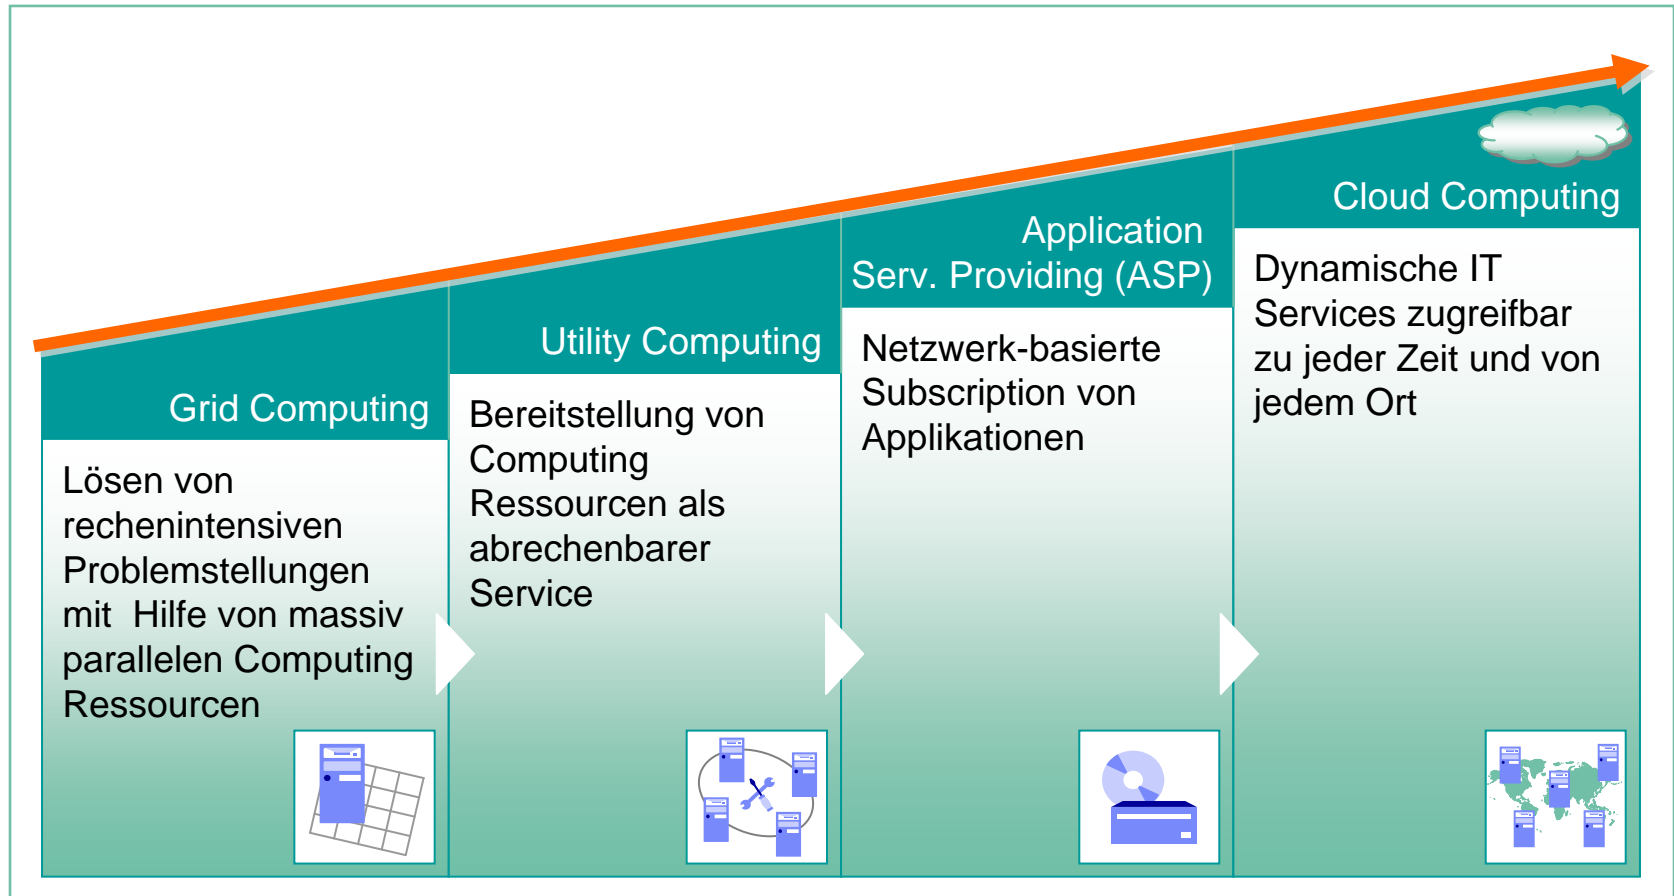 Grid Computing
Lösen von
rechenintensiven
Problemstellungen
mit  Hilfe von massiv
parallelen Computing
Ressourcen
Utility Computing
Bereitstellung von
Computing
Ressourcen als
abrechenbarer
Service
Application
Serv. Providing (ASP)
Netzwerk-basierte
Subscription von
Applikationen
Cloud Computing
Dynamische IT
Services zugreifbar
zu jeder Zeit und von
jedem Ort